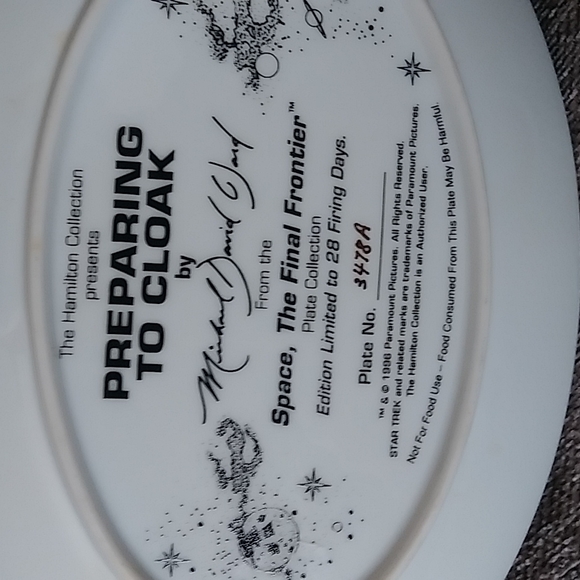 The Hamilton Collection
presents
PREPARING
TO CLOAK
by
Michael David Ward
From the
Space, The Final Frontier™
Plate Collection
Edition Limited to 28 Firing Days.
Plate No. 3478A
™ & © 1996 Paramount Pictures. All Rights Reserved.
STAR TREK and related marks are trademarks of Paramount Pictures.
The Hamilton Collection is an Authorized User.
Not For Food Use – Food Consumed From This Plate May Be Harmful.